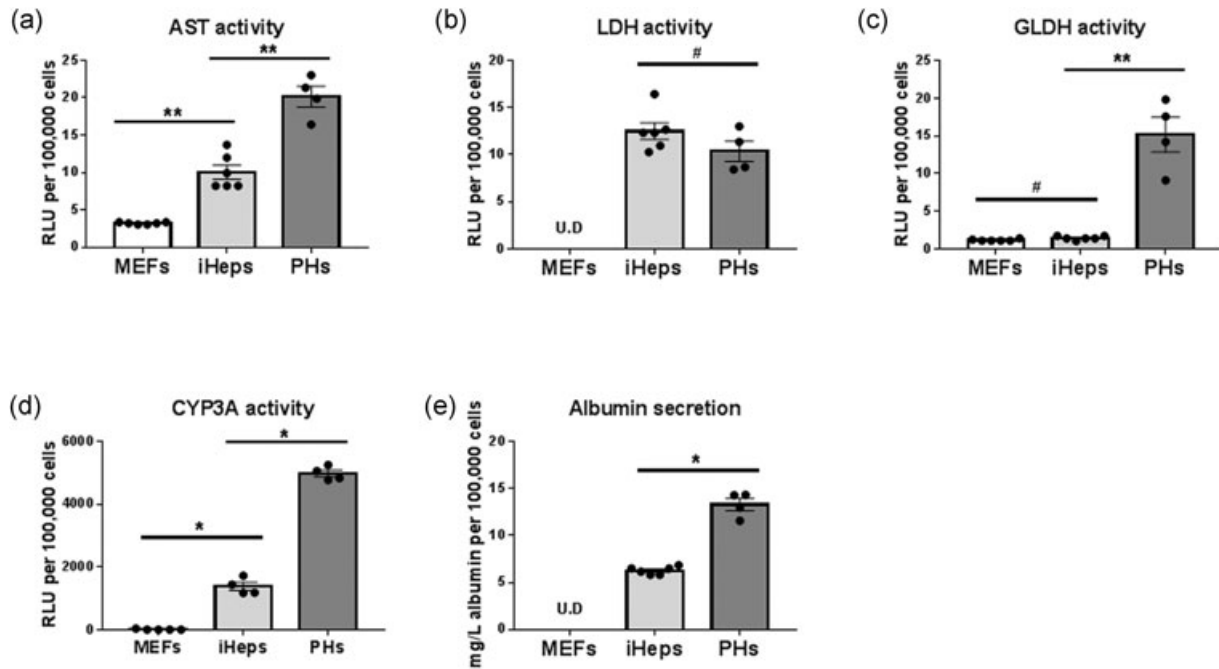 (a)
AST activity
RLU per 100,000 cells
25
20
15
10
5
0
**
**
MEFs iHeps PHs
(b)
LDH activity
RLU per 100,000 cells
20
15
10
5
0
#
U.D
MEFs iHeps PHs
(c)
GLDH activity
RLU per 100,000 cells
25
20
15
10
5
0
**
#
MEFs iHeps PHs
(d)
CYP3A activity
RLU per 100,000 cells
6000
4000
2000
0
*
*
MEFs iHeps PHs
(e)
Albumin secretion
mg/L albumin per 100,000 cells
20
15
10
5
0
*
U.D
MEFs iHeps PHs